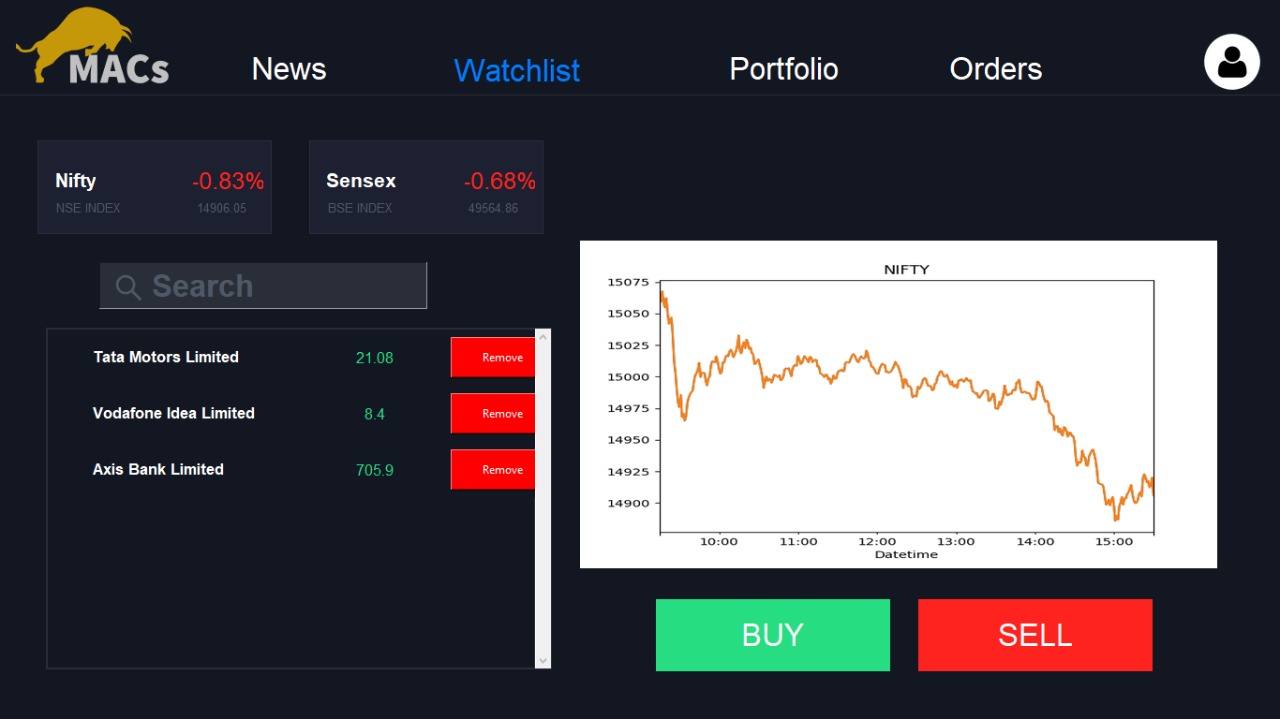 MACs
News Watchlist Portfolio Orders
Nifty -0.83%
NSE INDEX 14906.05
Sensex -0.68%
BSE INDEX 49564.86
Search
Tata Motors Limited 21.08 Remove
Vodafone Idea Limited 8.4 Remove
Axis Bank Limited 705.9 Remove
NIFTY
15075
15050
15025
15000
14975
14950
14925
14900
10:00 11:00 12:00 13:00 14:00 15:00
Datetime
BUY SELL